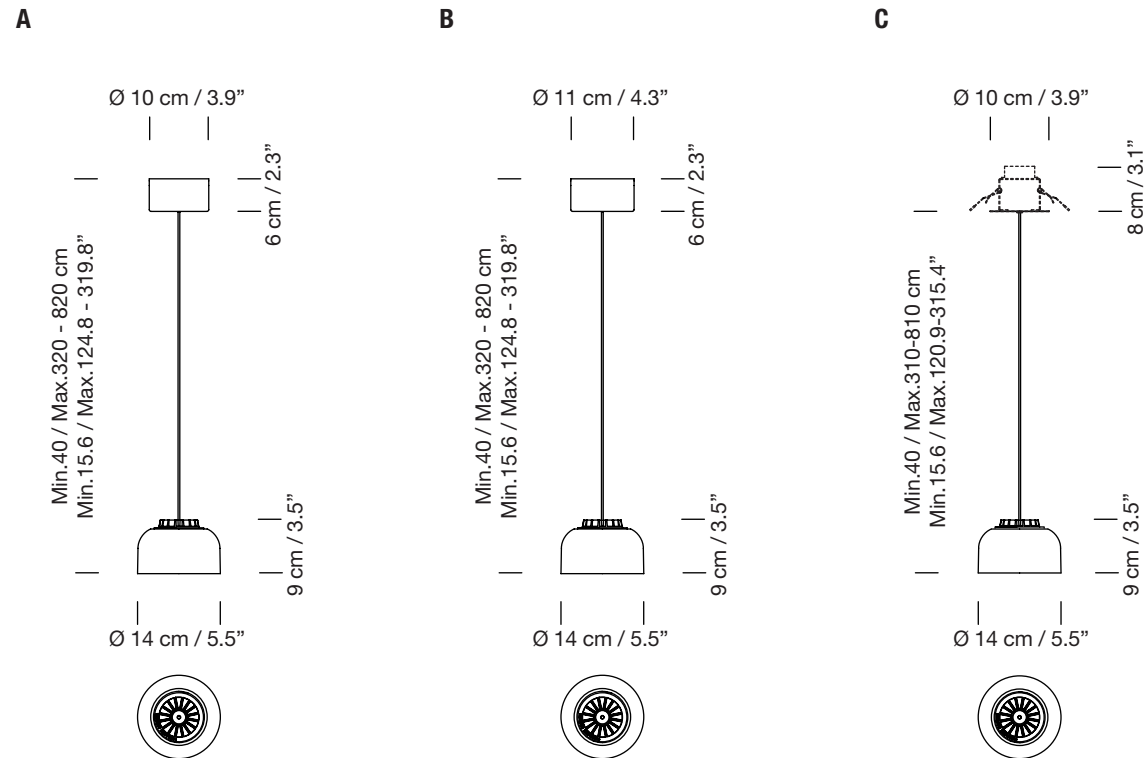 A
Ø 10 cm / 3.9”
6 cm / 2.3”
Min.40 / Max.320 - 820 cm
Min.15.6 / Max.124.8 - 319.8”
9 cm / 3.5”
Ø 14 cm / 5.5”
B
Ø 11 cm / 4.3”
6 cm / 2.3”
Min.40 / Max.320 - 820 cm
Min.15.6 / Max.124.8 - 319.8”
9 cm / 3.5”
Ø 14 cm / 5.5”
C
Ø 10 cm / 3.9”
8 cm / 3.1”
Min.40 / Max.310-810 cm
Min.15.6 / Max.120.9-315.4”
9 cm / 3.5”
Ø 14 cm / 5.5”